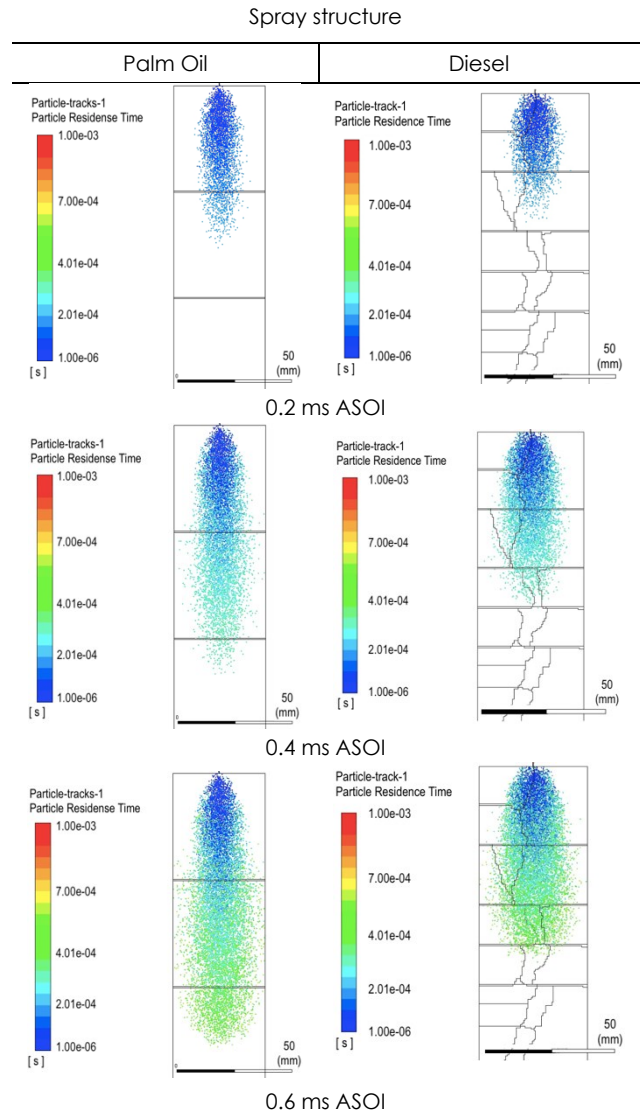 Spray structure
Palm Oil
Diesel
Particle-tracks-1
Particle Residense Time
1.00e-03
7.00e-04
4.01e-04
2.01e-04
1.00e-06
[ s ]
0
50
(mm)
Particle-track-1
Particle Residence Time
1.00e-03
7.00e-04
4.01e-04
2.01e-04
1.00e-06
[ s ]
50
(mm)
0.2 ms ASOI
Particle-tracks-1
Particle Residense Time
1.00e-03
7.00e-04
4.01e-04
2.01e-04
1.00e-06
[ s ]
0
50
(mm)
Particle-track-1
Particle Residence Time
1.00e-03
7.00e-04
4.01e-04
2.01e-04
1.00e-06
[ s ]
50
(mm)
0.4 ms ASOI
Particle-tracks-1
Particle Residense Time
1.00e-03
7.00e-04
4.01e-04
2.01e-04
1.00e-06
[ s ]
0
50
(mm)
Particle-track-1
Particle Residence Time
1.00e-03
7.00e-04
4.01e-04
2.01e-04
1.00e-06
[ s ]
50
(mm)
0.6 ms ASOI